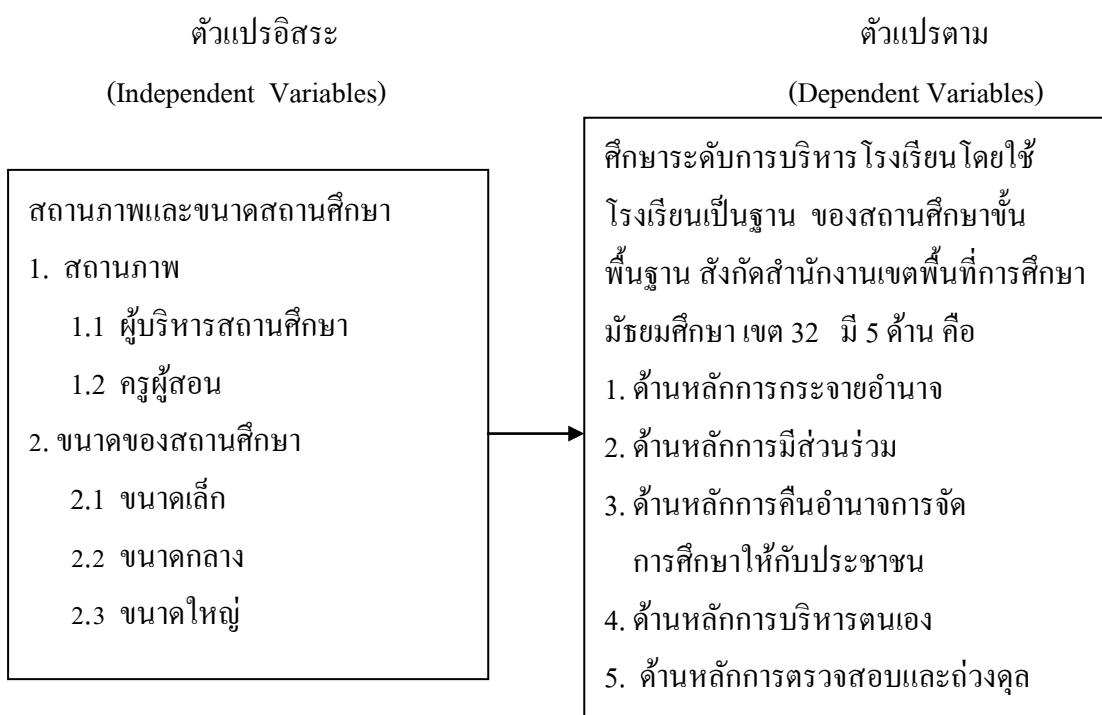 ตัวแปรอิสระ
(Independent Variables)
สถานภาพและขนาดสถานศึกษา
1. สถานภาพ
1.1 ผู้บริหารสถานศึกษา
1.2 ครูผู้สอน
2. ขนาดของสถานศึกษา
2.1 ขนาดเล็ก
2.2 ขนาดกลาง
2.3 ขนาดใหญ่
ตัวแปรตาม
(Dependent Variables)
ศึกษาระดับการบริหารโรงเรียนโดยใช้
โรงเรียนเป็นฐาน ของสถานศึกษาขั้น
พื้นฐาน สังกัดสำนักงานเขตพื้นที่การศึกษา
มัธยมศึกษา เขต 32 มี 5 ด้าน คือ
1. ด้านหลักการกระจายอำนาจ
2. ด้านหลักการมีส่วนร่วม
3. ด้านหลักการคืนอำนาจการจัด
การศึกษาให้กับประชาชน
4. ด้านหลักการบริหารตนเอง
5. ด้านหลักการตรวจสอบและถ่วงดุล